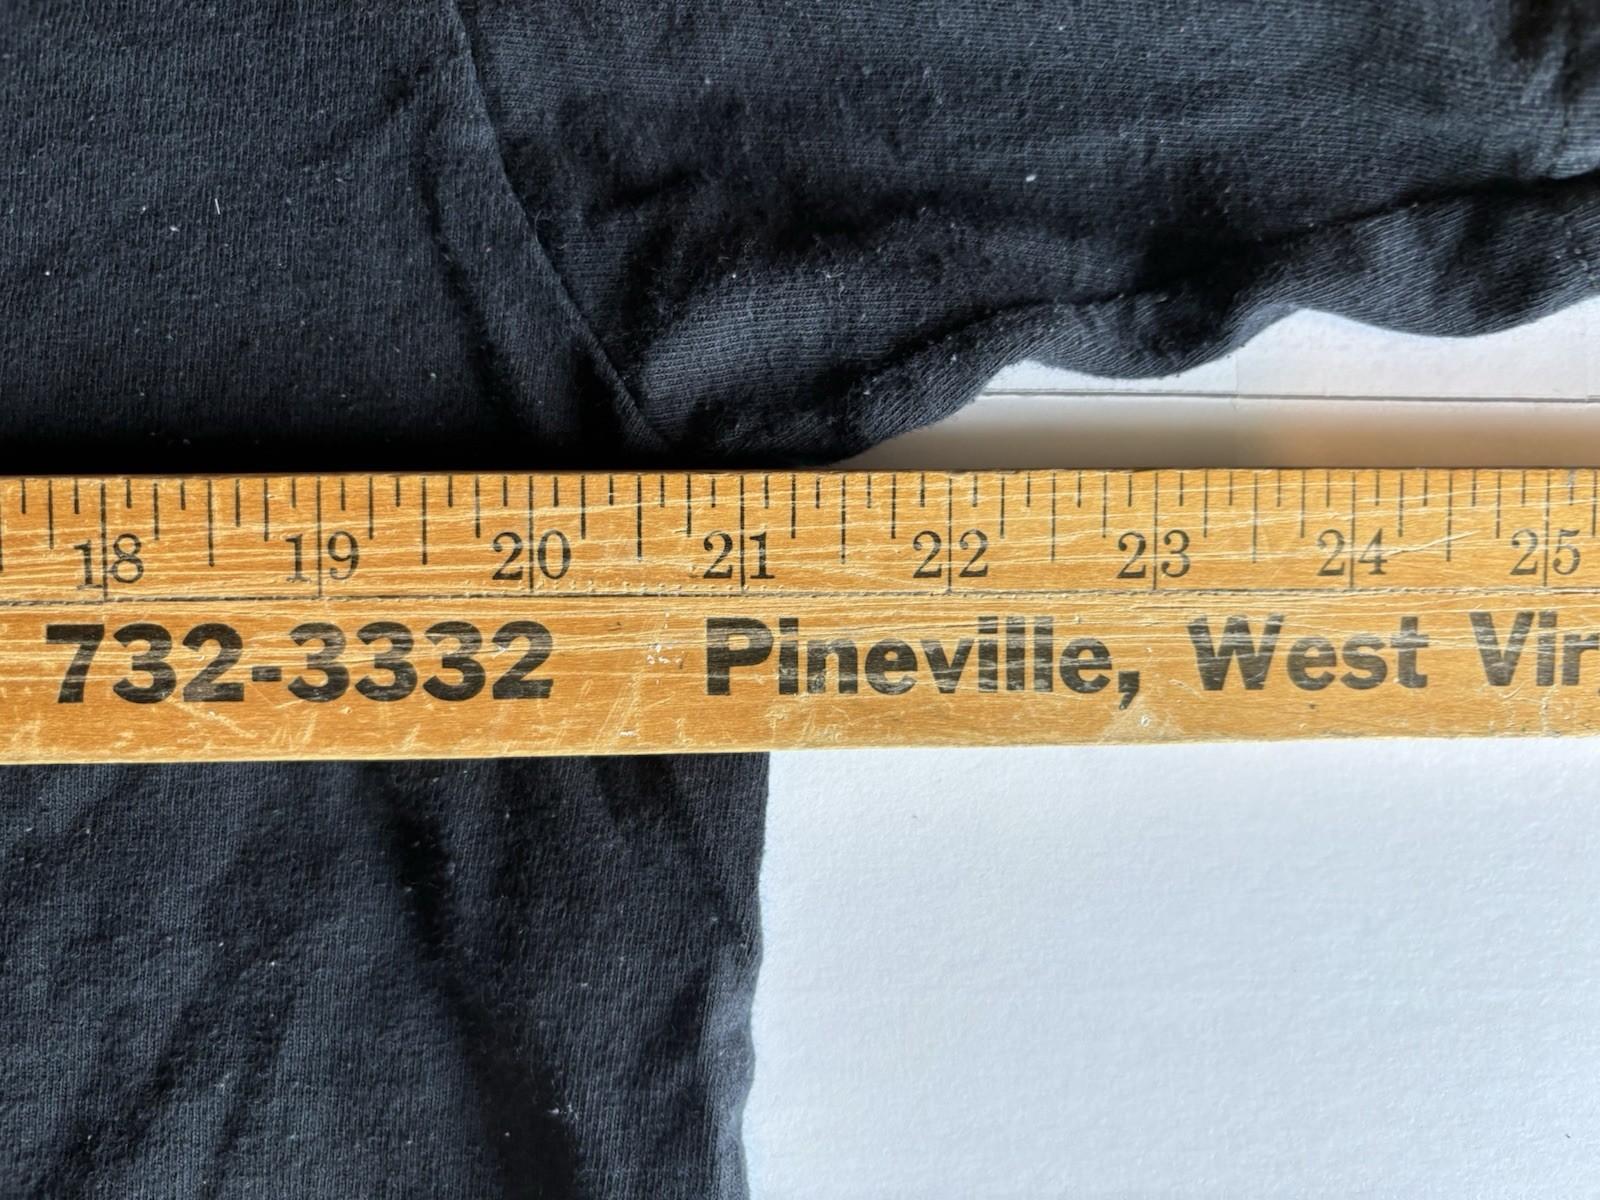 18 19 20 21 22 23 24 25
732-3332 Pineville, West Vir